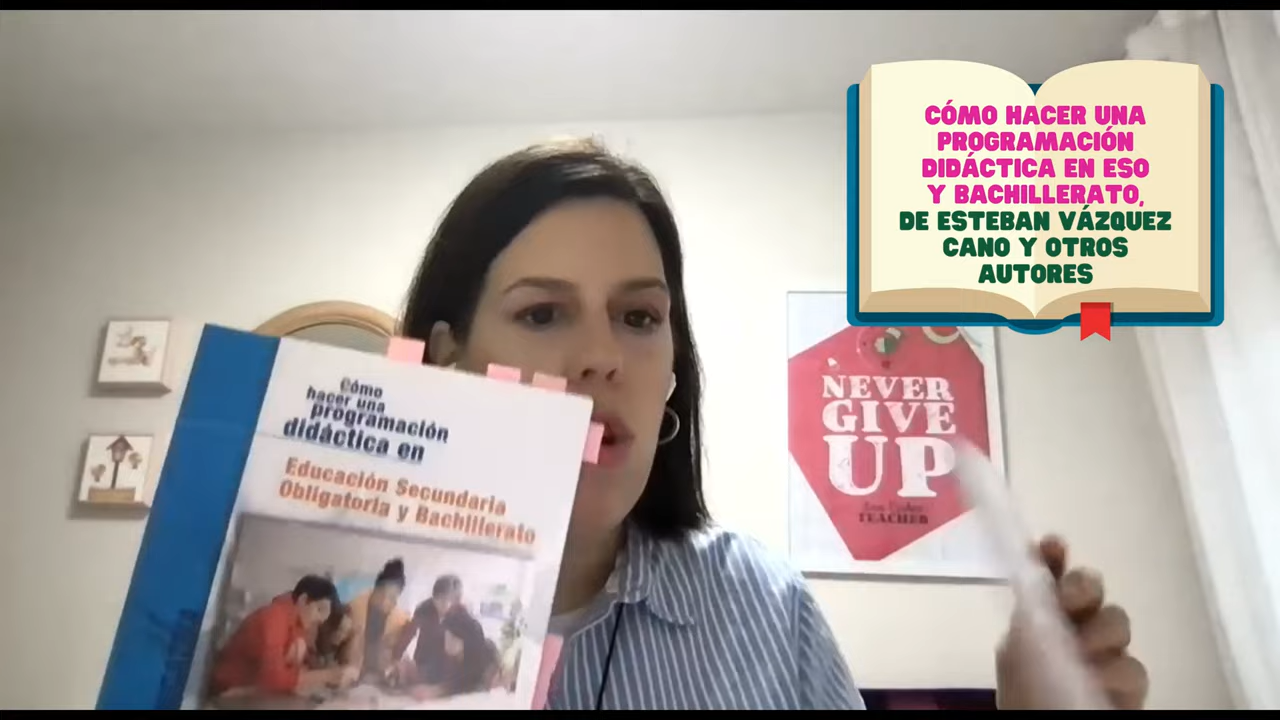 CÓMO HACER UNA
PROGRAMACIÓN
DIDÁCTICA EN ESO
Y BACHILLERATO,
DE ESTEBAN VÁZQUEZ
CANO Y OTROS
AUTORES
Cómo
hacer una
programación
didáctica en
Educación Secundaria
Obligatoria y Bachillerato
NEVER
GIVE
UP
TEACHER